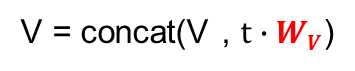 V = concat(V , t · W_V)